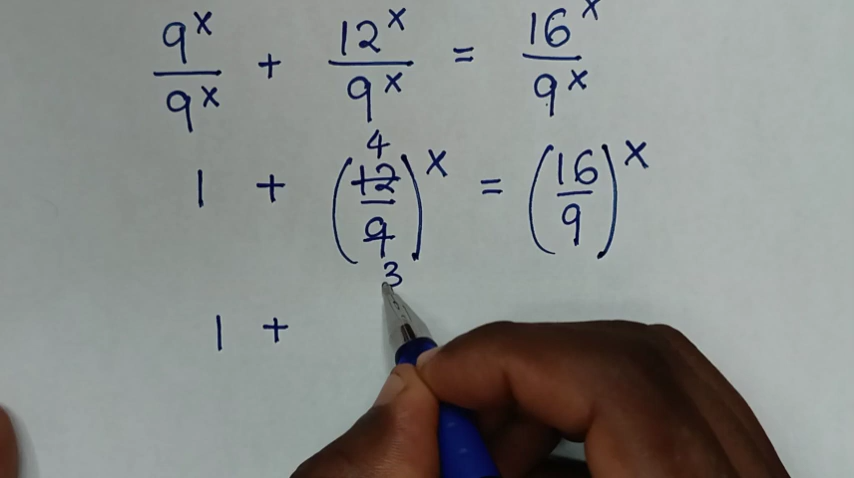 9^x/9^x + 12^x/9^x = 16^x/9^x
4
1 + (12/9)^x = (16/9)^x
3
1 +